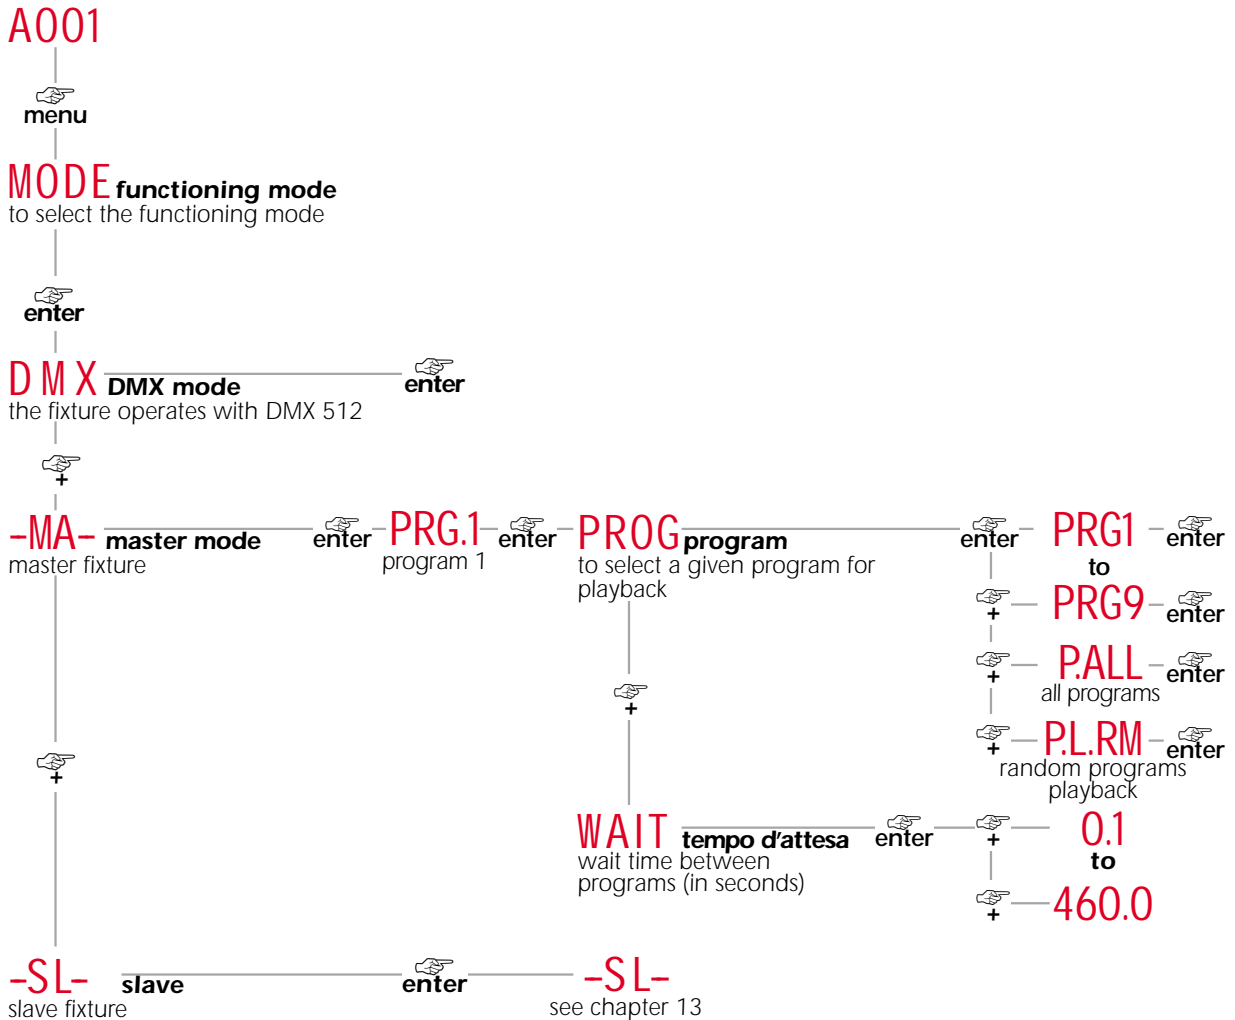 A001
menu
MODE functioning mode
to select the functioning mode
enter
DMX DMX mode enter
the fixture operates with DMX 512
+
-MA- master mode enter PRG.1 enter PROG program enter PRG1 enter
master fixture
program 1
to select a given program for
playback
to
+ PRG9 enter
+ P.ALL enter
all programs
+
+ P.L.RM enter
random programs
playback
+
WAIT tempo d'attesa enter + 0.1
wait time between
programs (in seconds)
to
+ 460.0
-SL- slave enter -SL-
slave fixture
see chapter 13